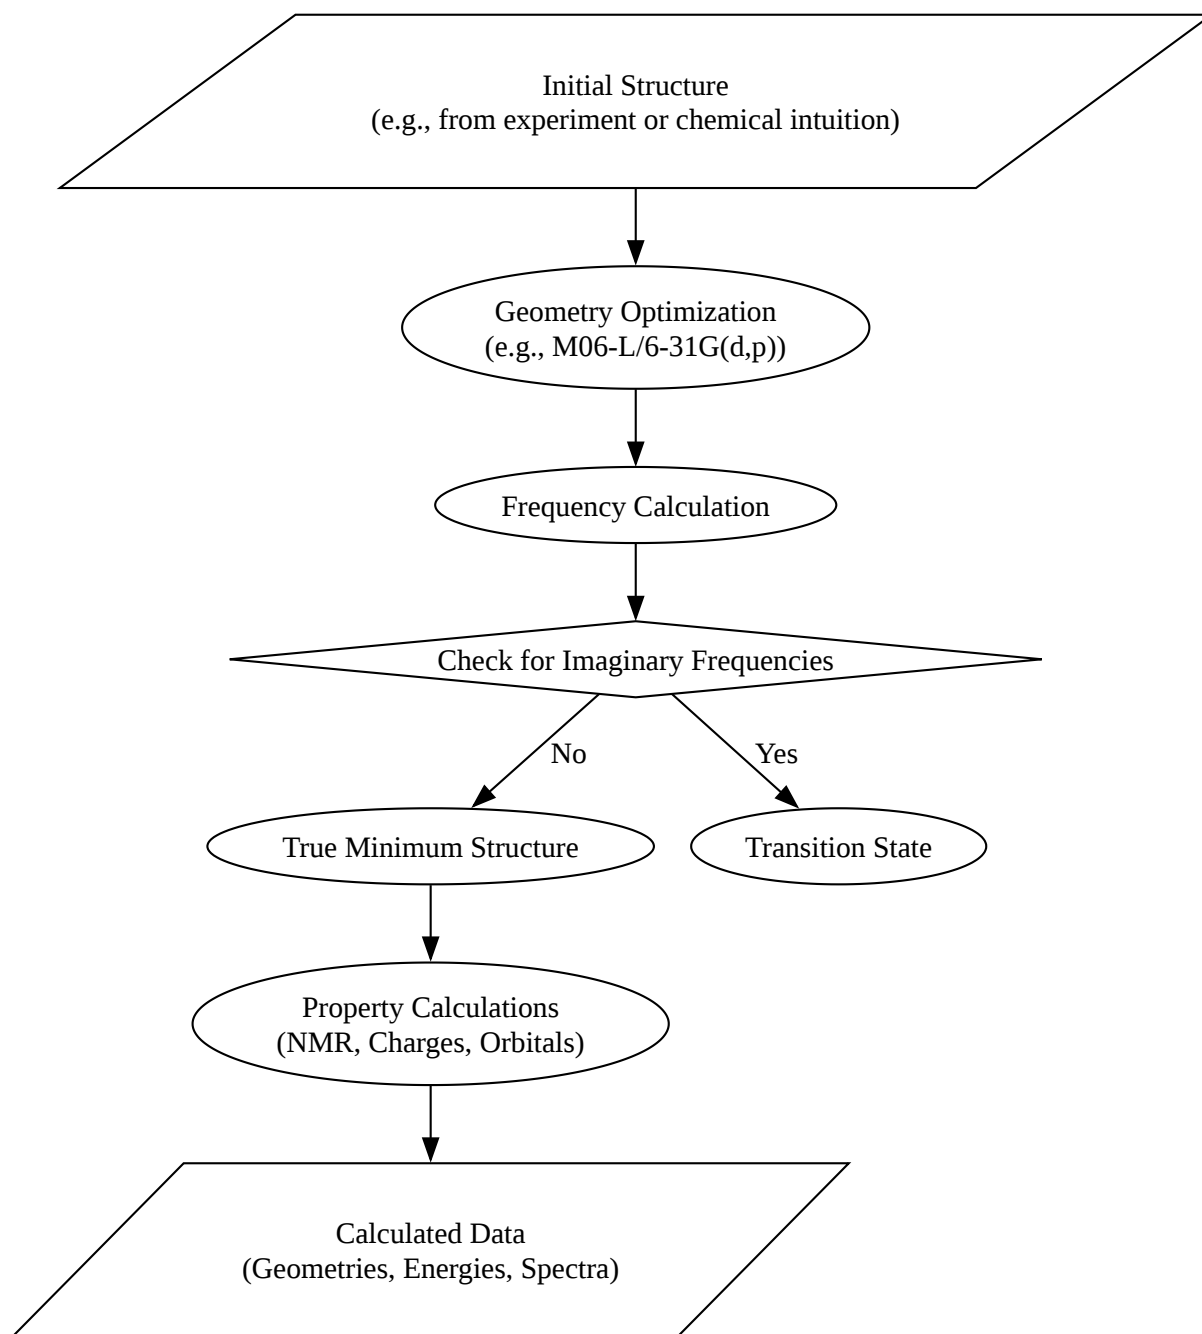 Initial Structure
(e.g., from experiment or chemical intuition)
Geometry Optimization
(e.g., M06-L/6-31G(d,p))
Frequency Calculation
Check for Imaginary Frequencies
No
Yes
True Minimum Structure
Transition State
Property Calculations
(NMR, Charges, Orbitals)
Calculated Data
(Geometries, Energies, Spectra)